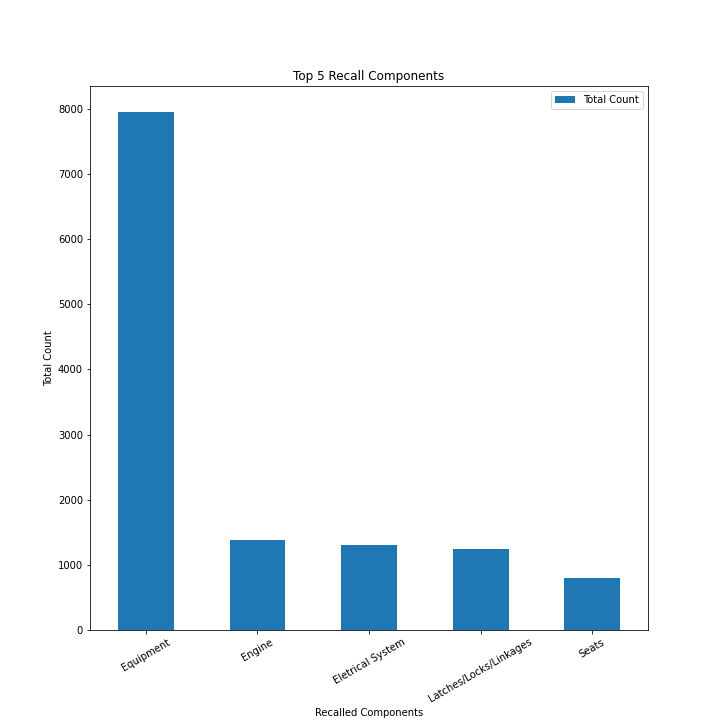 Top 5 Recall Components
Total Count
8000
7000
6000
5000
4000
3000
2000
1000
0
Total Count
Equipment
Engine
Eletrical System
Latches/Locks/Linkages
Seats
Recalled Components